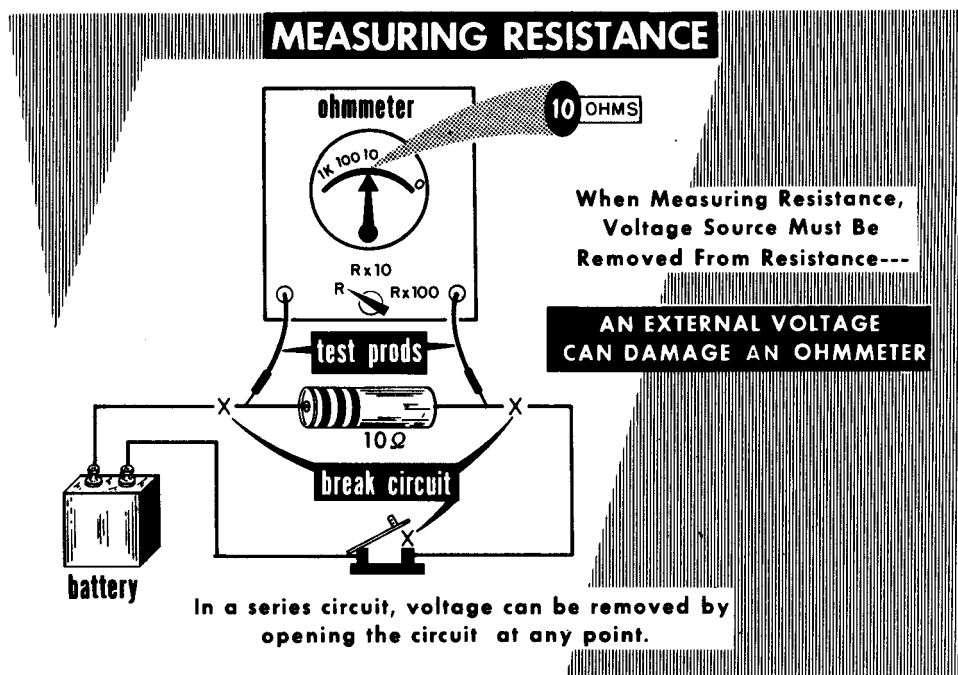 MEASURING RESISTANCE
ohmmeter
10 OHMS
1K 100 10 0
When Measuring Resistance,
Voltage Source Must Be
Removed From Resistance---
Rx10
R Rx100
AN EXTERNAL VOLTAGE
CAN DAMAGE AN OHMMETER
test prods
X X
10Ω
break circuit
X
battery
In a series circuit, voltage can be removed by
opening the circuit at any point.